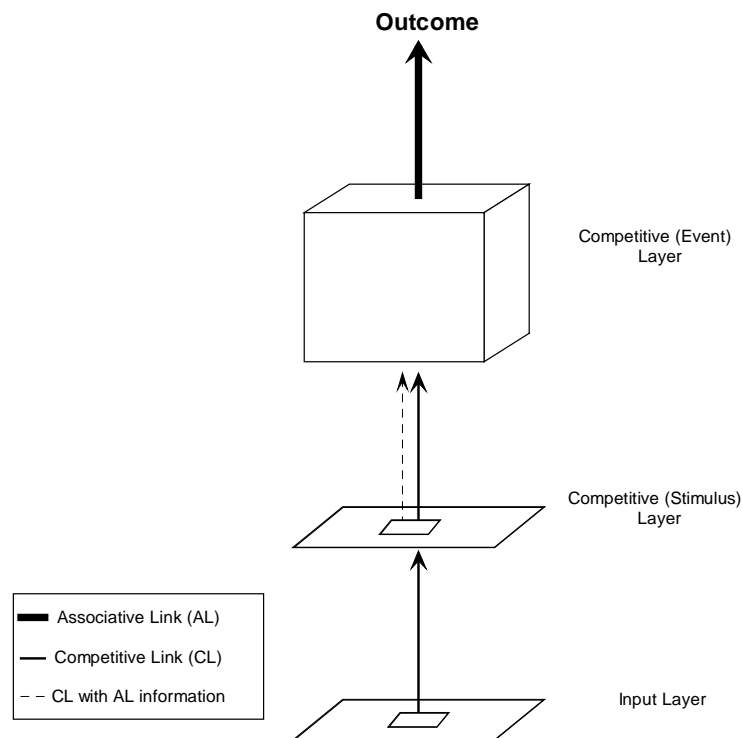 Outcome
Competitive (Event)
Layer
Competitive (Stimulus)
Layer
Associative Link (AL)
Competitive Link (CL)
CL with AL information
Input Layer